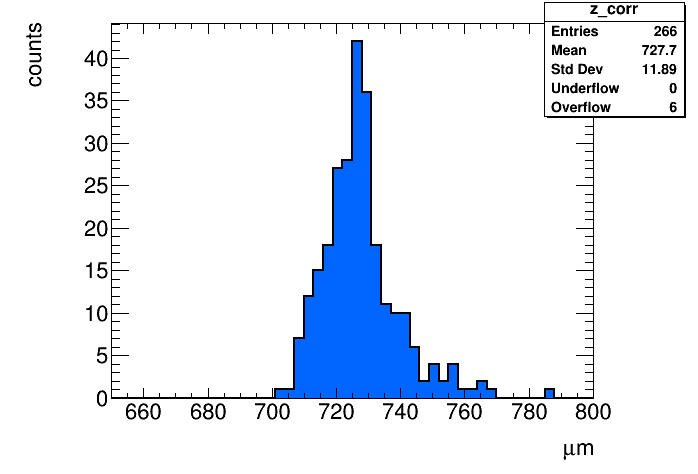 z_corr
Entries 266
Mean 727.7
Std Dev 11.89
Underflow 0
Overflow 6
counts
40
35
30
25
20
15
10
5
0
660 680 700 720 740 760 780 800
μm